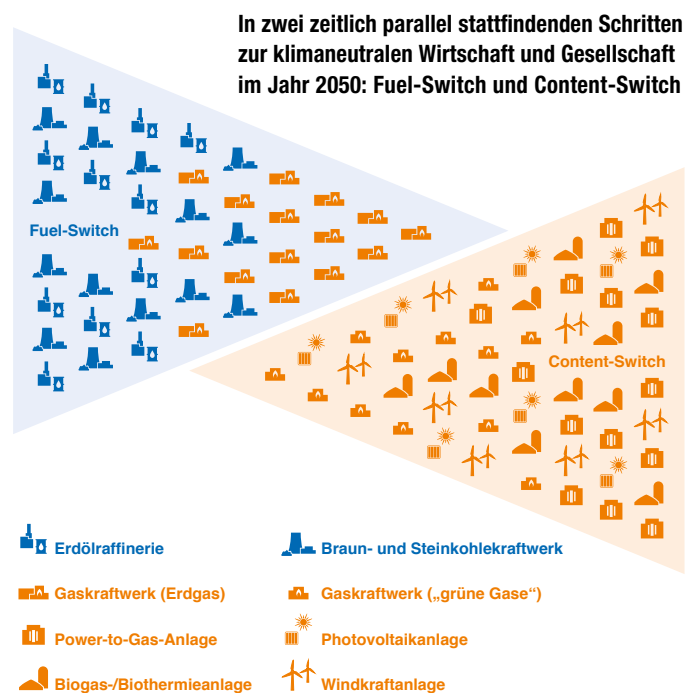 In zwei zeitlich parallel stattfindenden Schritten
zur klimaneutralen Wirtschaft und Gesellschaft
im Jahr 2050: Fuel-Switch und Content-Switch
Fuel-Switch
Content-Switch
Erdölraffinerie
Braun- und Steinkohlekraftwerk
Gaskraftwerk (Erdgas)
Gaskraftwerk („grüne Gase“)
Power-to-Gas-Anlage
Photovoltaikanlage
Biogas-/Biothermieanlage
Windkraftanlage